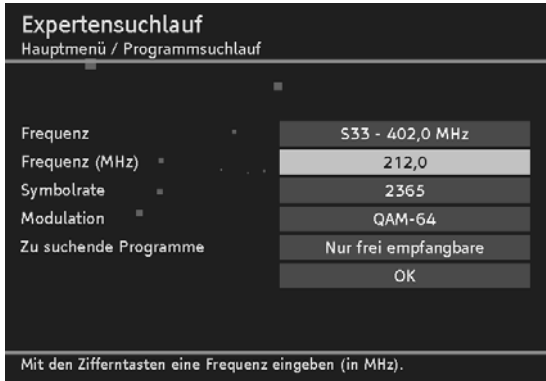 Expertensuchlauf
Hauptmenü / Programmsuchlauf
Frequenz S33 - 402,0 MHz
Frequenz (MHz) 212,0
Symbolrate 2365
Modulation QAM-64
Zu suchende Programme Nur frei empfangbare
OK
Mit den Zifferntasten eine Frequenz eingeben (in MHz).